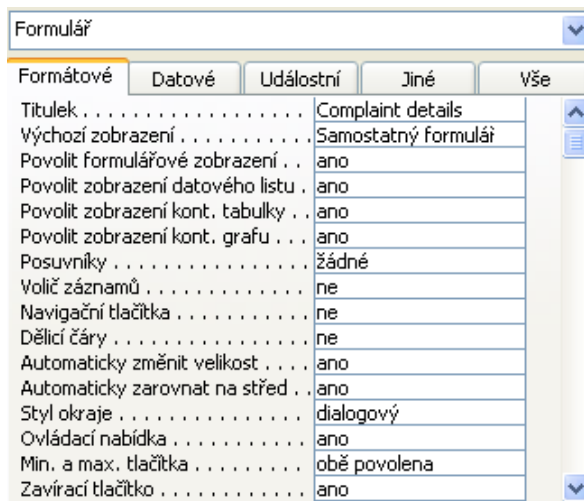 Formulář
Formátové Datové Událostní Jiné Vše
Titulek . . . . . . . . . . . . . . . . . . Complaint details
Výchozí zobrazení . . . . . . . . . . . Samostatný formulář
Povolit formulářové zobrazení . . ano
Povolit zobrazení datového listu . ano
Povolit zobrazení kont. tabulky . . ano
Povolit zobrazení kont. grafu . . . ano
Posuvníky . . . . . . . . . . . . . . . . žádné
Volič záznamů . . . . . . . . . . . . . ne
Navigační tlačítka . . . . . . . . . . ne
Dělicí čáry . . . . . . . . . . . . . . . . ne
Automaticky změnit velikost . . . . ano
Automaticky zarovnat na střed . . ano
Styl okraje . . . . . . . . . . . . . . . dialogový
Ovládací nabídka . . . . . . . . . . . ano
Min. a max. tlačítka . . . . . . . . . obě povolena
Zavírací tlačítko . . . . . . . . . . . . ano